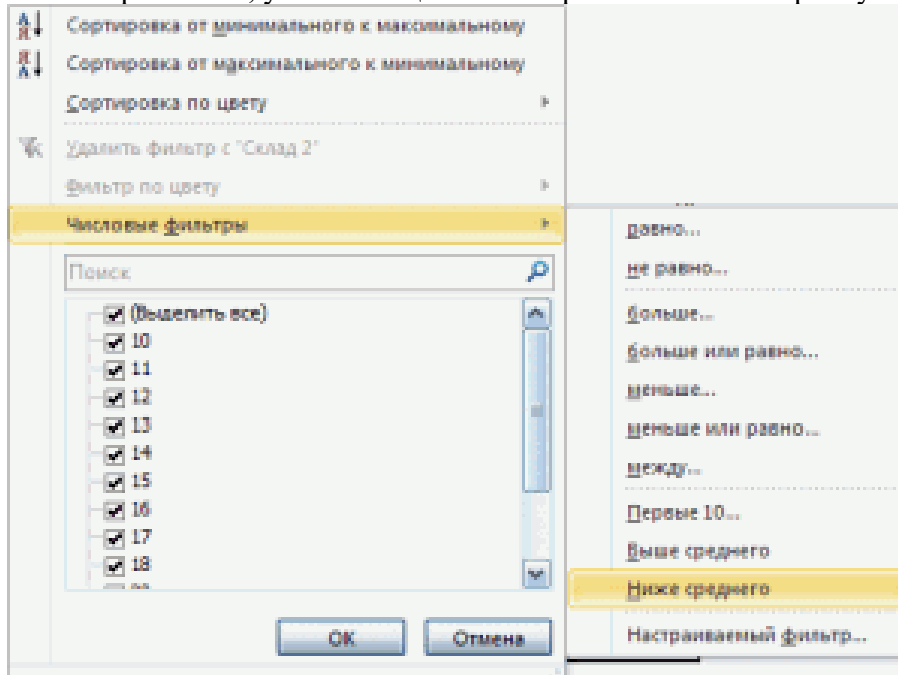 Сортировка от минимального к максимальному
Сортировка от максимального к минимальному
Сортировка по цвету
Удалить фильтр с "Склад 2"
Фильтр по цвету
Числовые фильтры
Поиск
(Выделить все)
10
11
12
13
14
15
16
17
18
ОК Отмена
равно...
не равно...
больше...
больше или равно...
меньше...
меньше или равно...
между...
Первые 10...
Выше среднего
Ниже среднего
Настраиваемый фильтр...